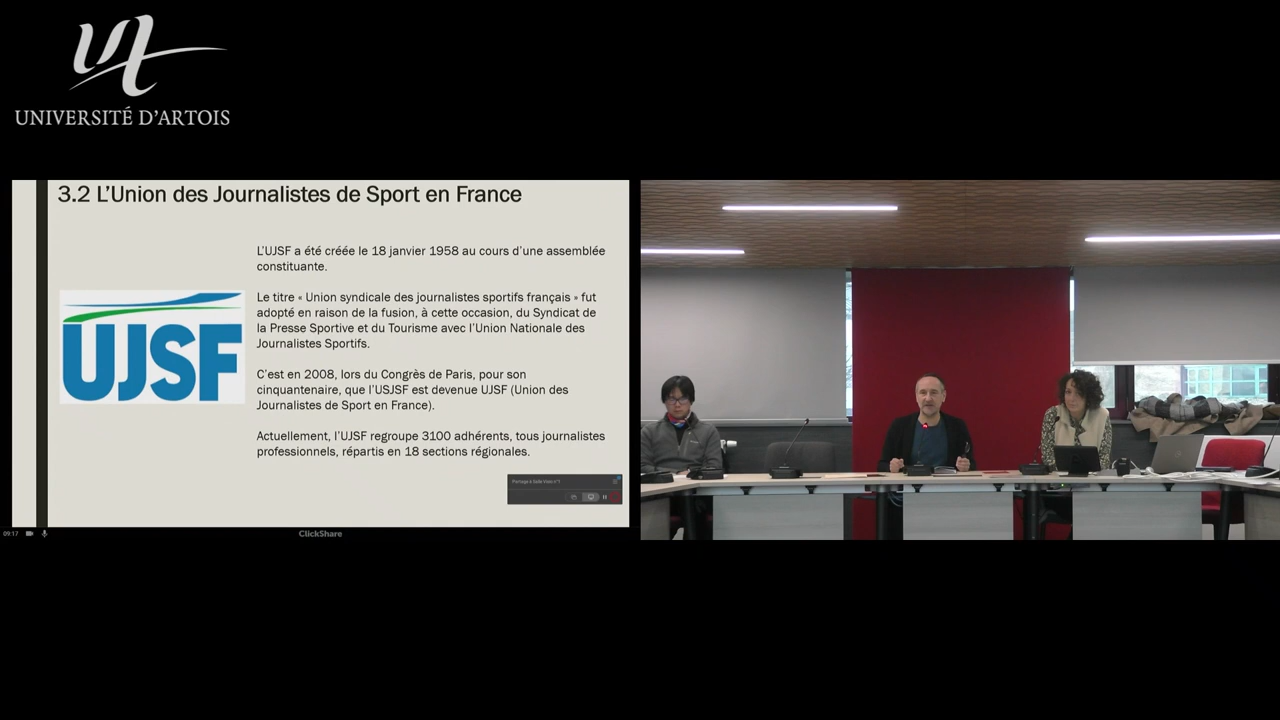 UNIVERSITÉ D'ARTOIS
3.2 L'Union des Journalistes de Sport en France
L'UJSF a été créée le 18 janvier 1958 au cours d'une assemblée
constituante.
Le titre « Union syndicale des journalistes sportifs français » fut
adopté en raison de la fusion, à cette occasion, du Syndicat de
la Presse Sportive et du Tourisme avec l'Union Nationale des
Journalistes Sportifs.
UJSF
C'est en 2008, lors du Congrès de Paris, pour son
cinquantenaire, que l'USJSF est devenue UJSF (Union des
Journalistes de Sport en France).
Actuellement, l'UJSF regroupe 3100 adhérents, tous journalistes
professionnels, répartis en 18 sections régionales.
09:17
ClickShare